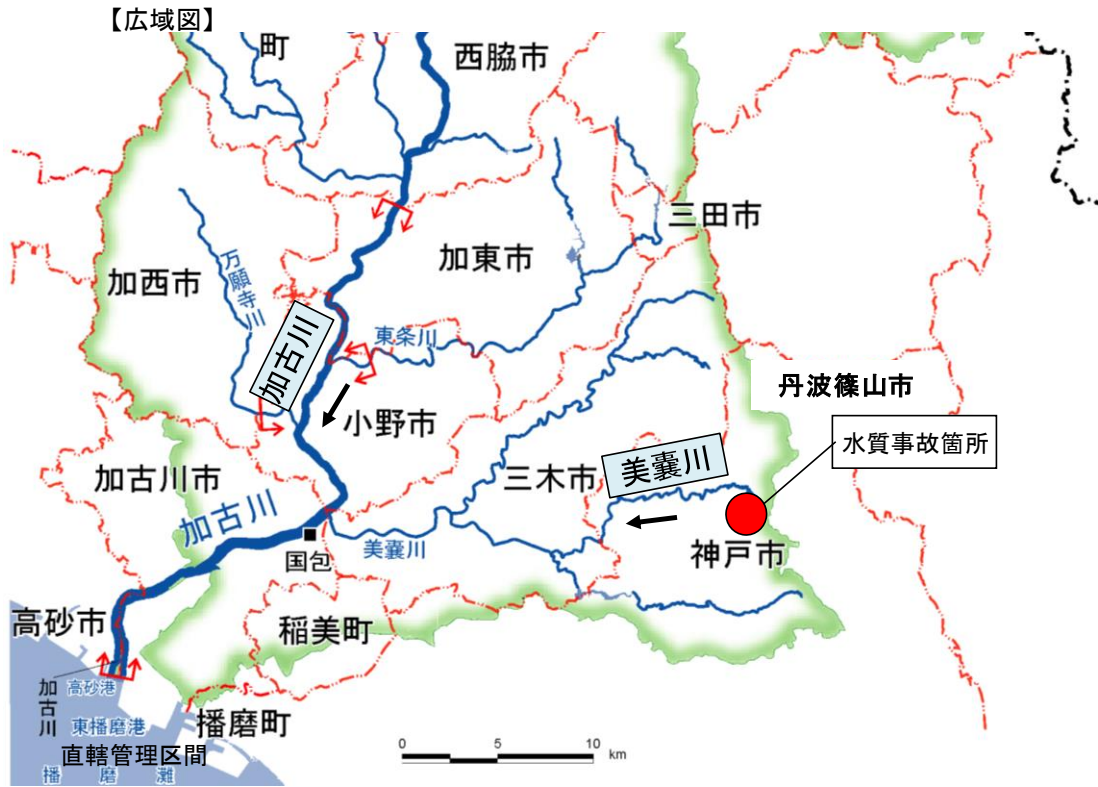 【広域図】
町
西脇市
三田市
加東市
加西市
万願寺川
加古川
東条川
丹波篠山市
小野市
水質事故箇所
加古川市
三木市
美嚢川
加古川
美嚢川
神戸市
国包
高砂市
稲美町
加古川
高砂港
東播磨港
播磨町
直轄管理区間
播磨灘
0 5 10 km